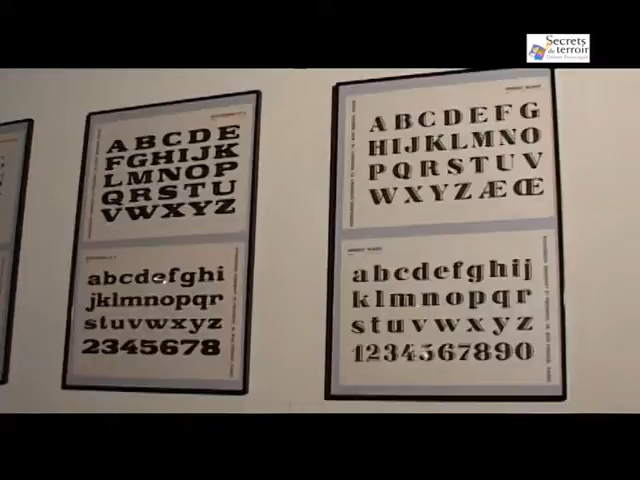 Secrets
de terroir
ABCDE
FGHIJK
LMNOP
QRSTU
VWXYZ
abcdefghi
jklmnopqr
stuvwxyz
2345678
ABCDEFG
HIJKLMNO
PQRSTUV
WXYZÆŒ
abcdefghij
klmnopqr
stuvwxyz
1234567890